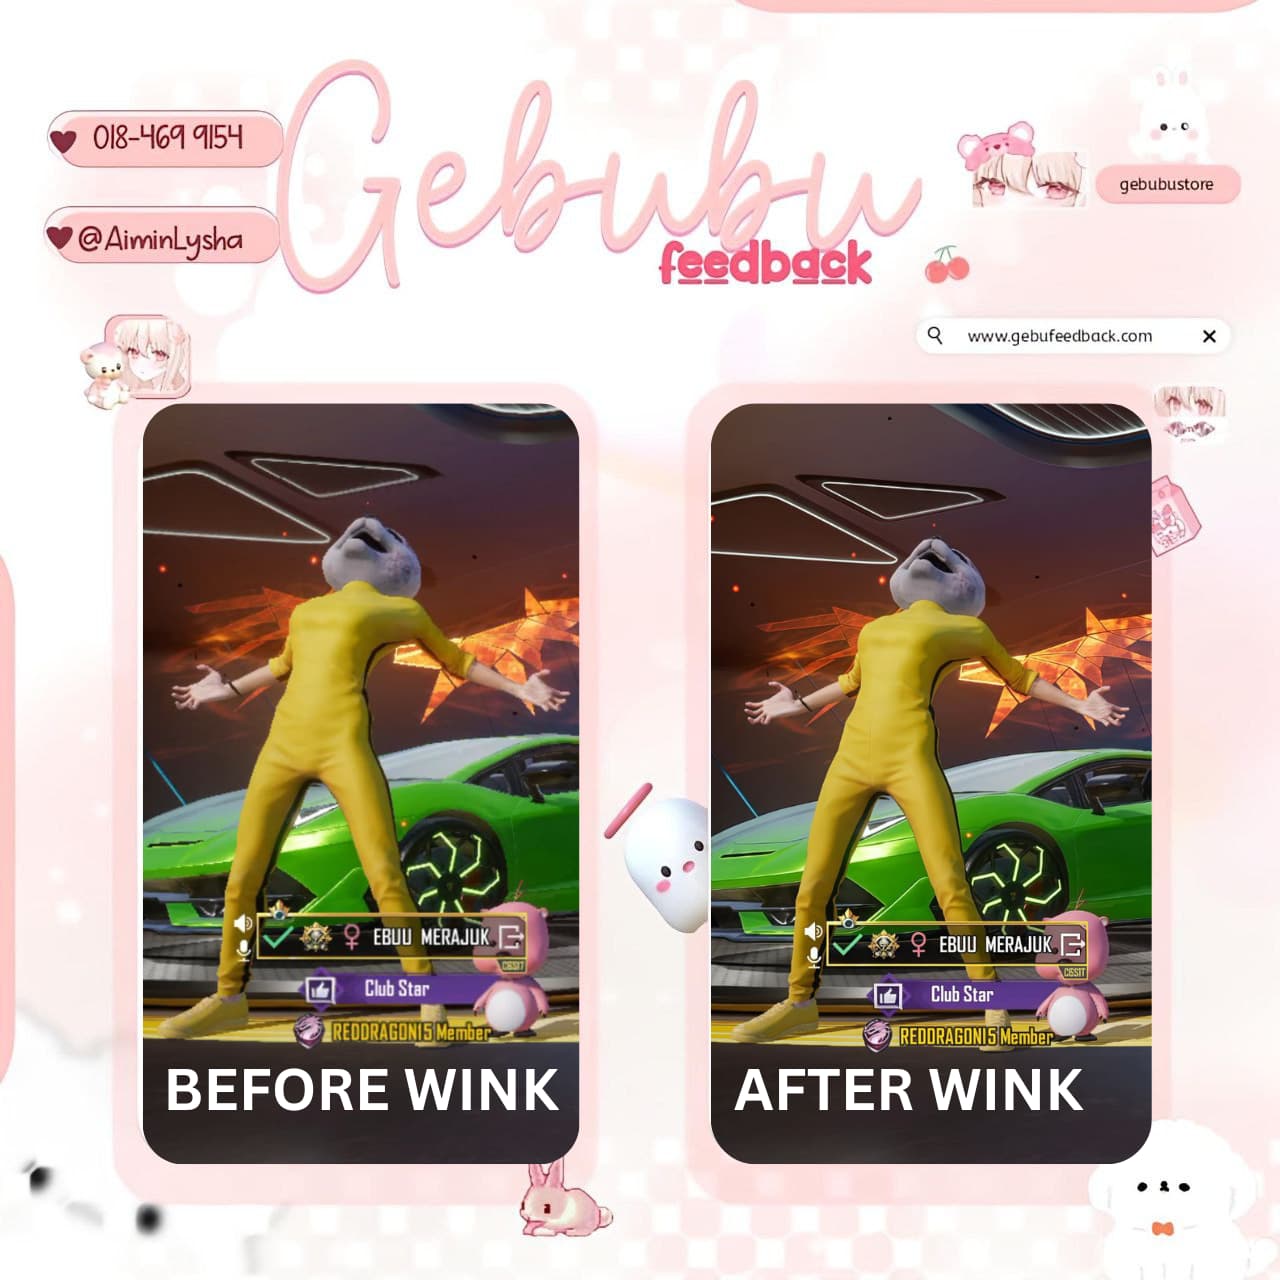 018-469 9154
@AiminLysha
Gebubu
feedback
gebubustore
www.gebufeedback.com
EBUU MERAJUK
Club Star
REDDRAGON15 Member
BEFORE WINK
EBUU MERAJUK
Club Star
REDDRAGON15 Member
AFTER WINK